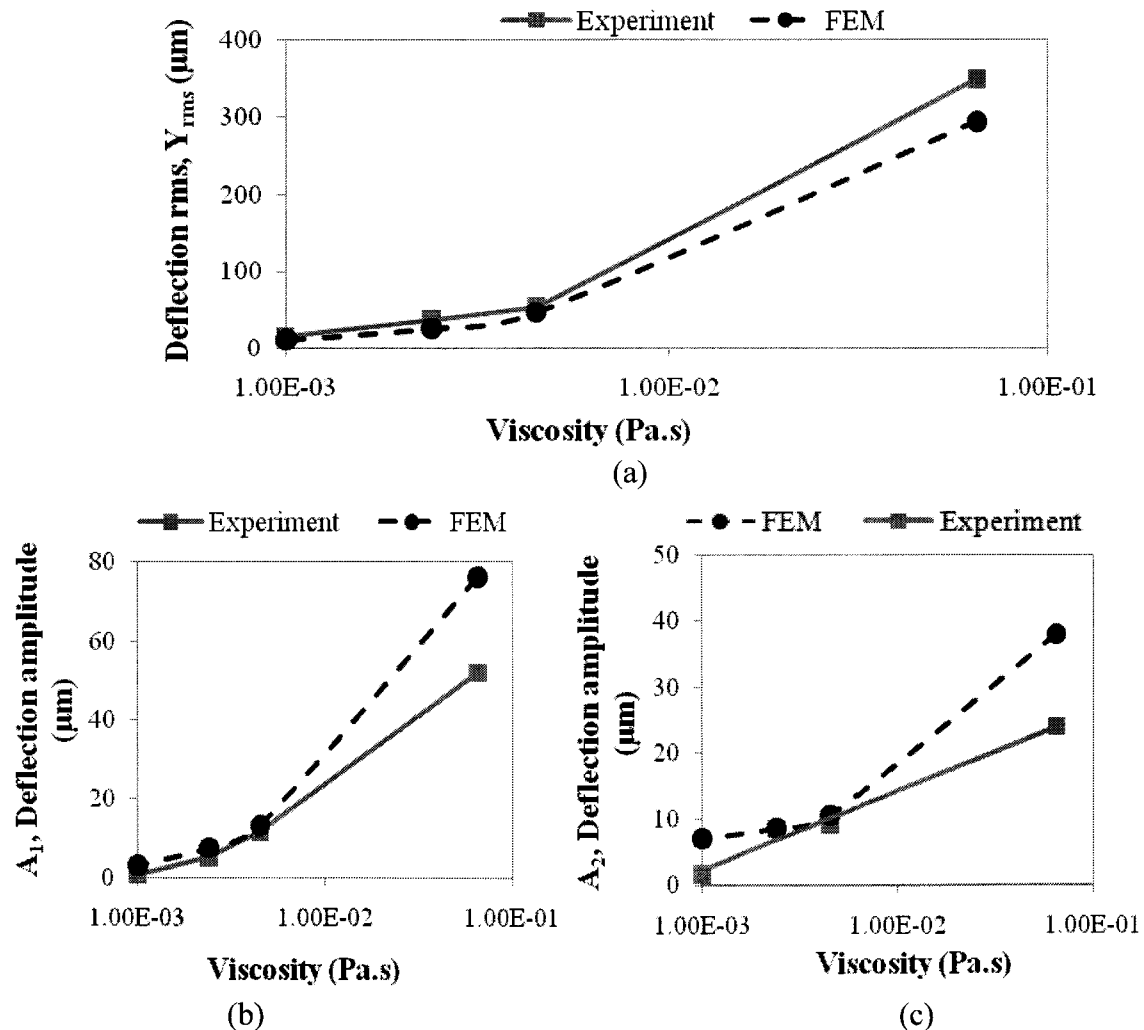 Experiment FEM
Deflection rms, Yrms (µm)
400
300
200
100
0
1.00E-03 1.00E-02 1.00E-01
Viscosity (Pa.s)
(a)
Experiment FEM
A1, Deflection amplitude
(µm)
80
60
40
20
0
1.00E-03 1.00E-02 1.00E-01
Viscosity (Pa.s)
(b)
FEM Experiment
A2, Deflection amplitude
(µm)
50
40
30
20
10
0
1.00E-03 1.00E-02 1.00E-01
Viscosity (Pa.s)
(c)